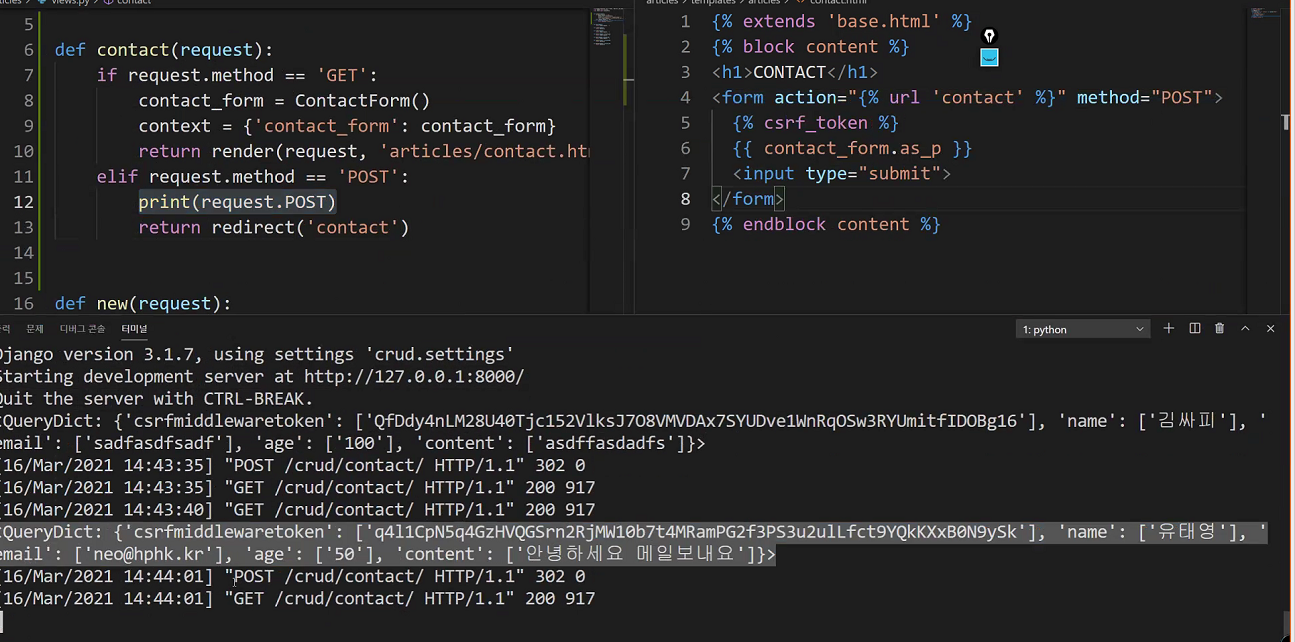 views.py contact
5
6 def contact(request):
7 if request.method == 'GET':
8 contact_form = ContactForm()
9 context = {'contact_form': contact_form}
10 return render(request, 'articles/contact.ht
11 elif request.method == 'POST':
12 print(request.POST)
13 return redirect('contact')
14
15
16 def new(request):
articles templates articles contact.html
1 {% extends 'base.html' %}
2 {% block content %}
3 <h1>CONTACT</h1>
4 <form action="{% url 'contact' %}" method="POST">
5 {% csrf_token %}
6 {{ contact_form.as_p }}
7 <input type="submit">
8 </form>
9 {% endblock content %}
력 문제 디버그 콘솔 터미널 1: python
Django version 3.1.7, using settings 'crud.settings'
Starting development server at http://127.0.0.1:8000/
Quit the server with CTRL-BREAK.
<QueryDict: {'csrfmiddlewaretoken': ['QfDdy4nLM28U40Tjc152VlksJ7O8VMVDAx7SYUDve1WnRqOSw3RYUmitfIDOBg16'], 'name': ['김싸피'], '
email': ['sadfasdfsadf'], 'age': ['100'], 'content': ['asdffasdadfs']}>
[16/Mar/2021 14:43:35] "POST /crud/contact/ HTTP/1.1" 302 0
[16/Mar/2021 14:43:35] "GET /crud/contact/ HTTP/1.1" 200 917
[16/Mar/2021 14:43:40] "GET /crud/contact/ HTTP/1.1" 200 917
<QueryDict: {'csrfmiddlewaretoken': ['q4l1CpN5q4GzHVQGSrn2RjMW10b7t4MRamPG2f3PS3u2ulLfct9YQkKXxB0N9ySk'], 'name': ['유태영'], '
email': ['neo@hphk.kr'], 'age': ['50'], 'content': ['안녕하세요 메일보내요']}>
[16/Mar/2021 14:44:01] "POST /crud/contact/ HTTP/1.1" 302 0
[16/Mar/2021 14:44:01] "GET /crud/contact/ HTTP/1.1" 200 917